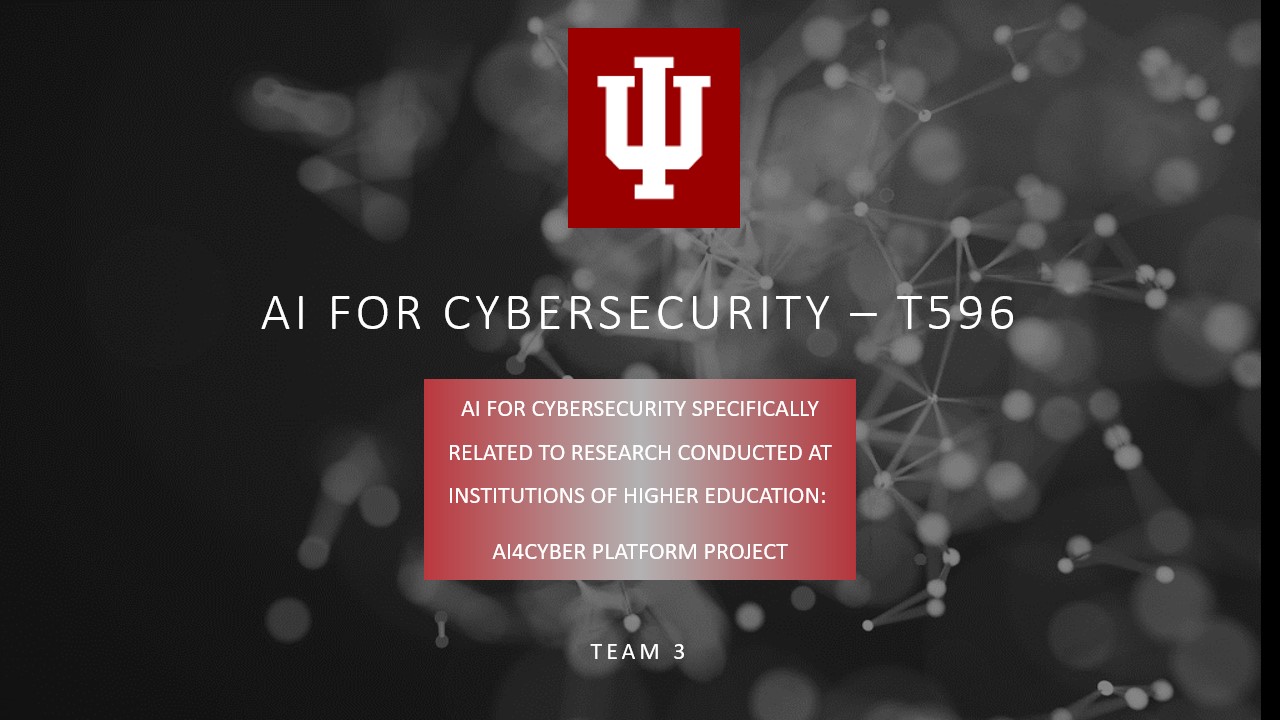 AI FOR CYBERSECURITY – T596
AI FOR CYBERSECURITY SPECIFICALLY
RELATED TO RESEARCH CONDUCTED AT
INSTITUTIONS OF HIGHER EDUCATION:
AI4CYBER PLATFORM PROJECT
TEAM 3